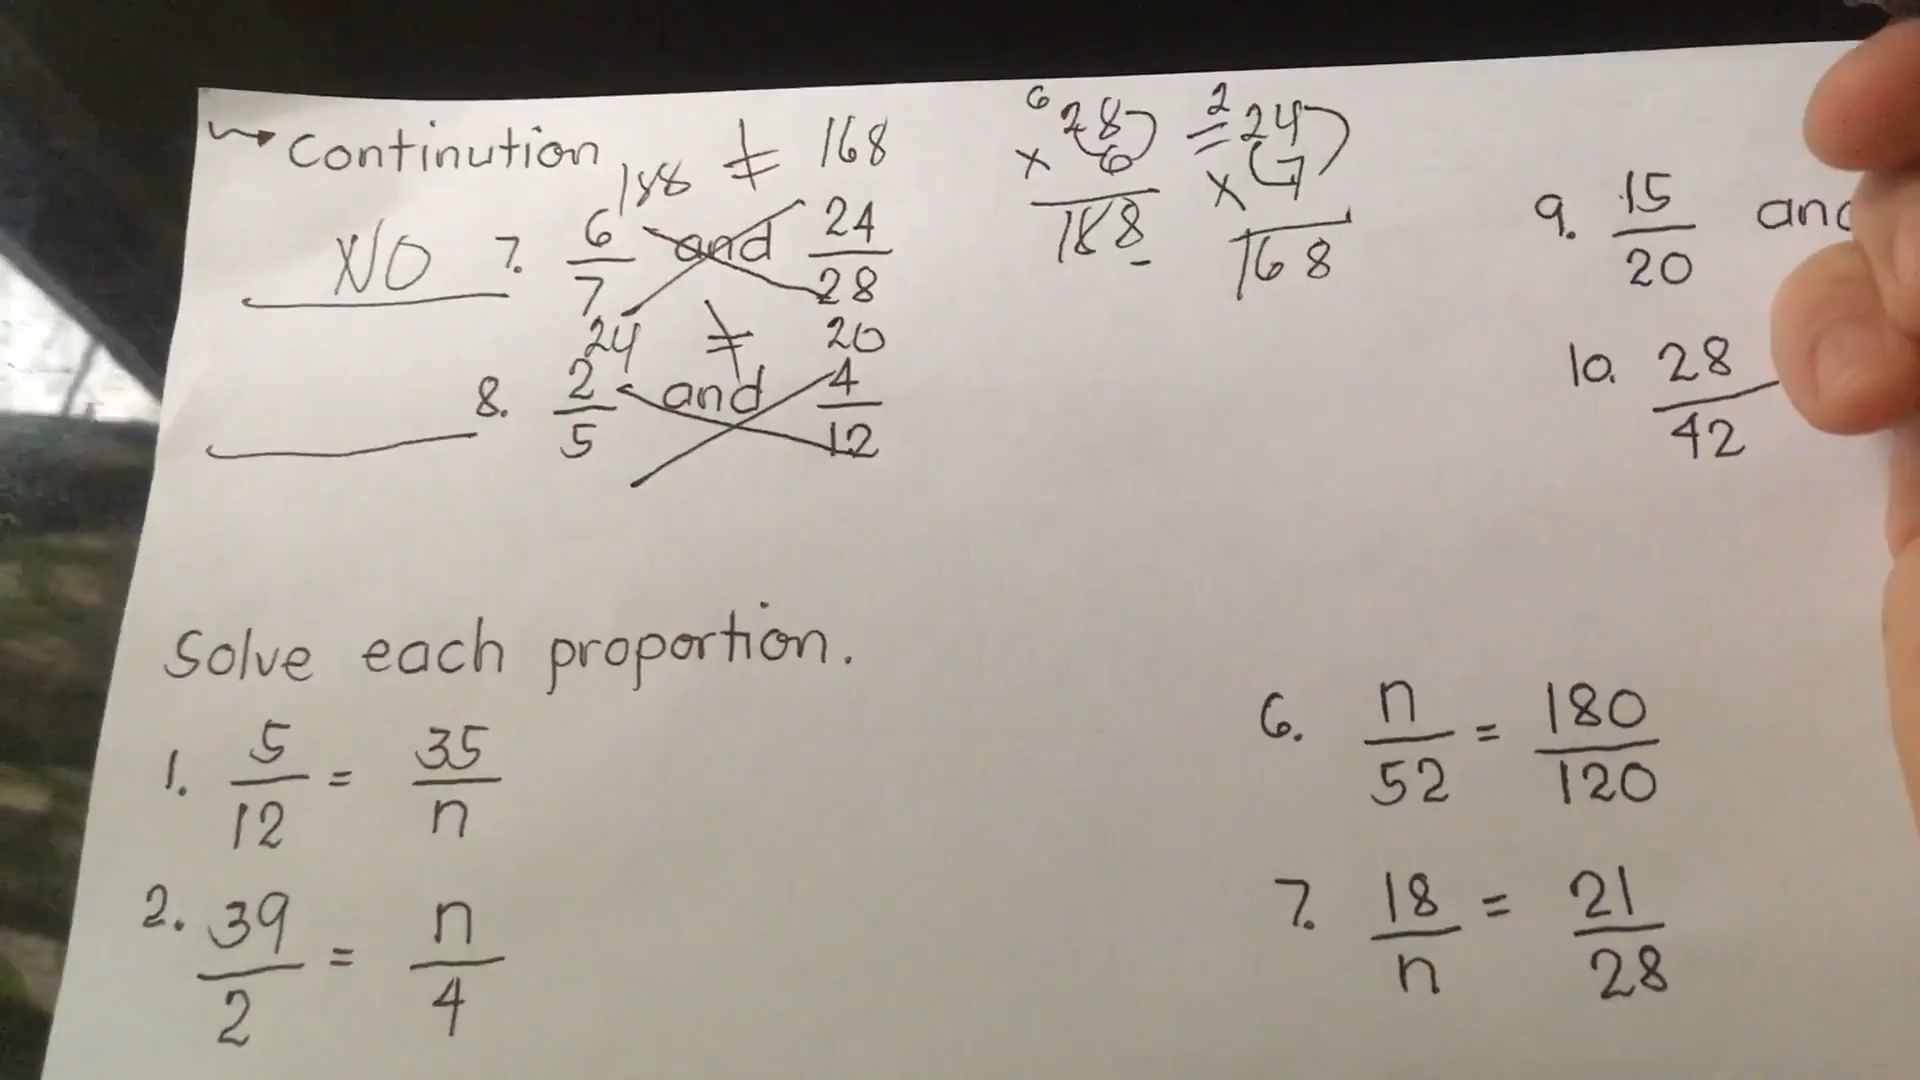 Continution
188 ≠ 168
NO 7. 6/7 and 24/28
24 ≠ 20
8. 2/5 and 4/12
6 28
x 6
188
2 24
x 7
168
9. 15/20 and
10. 28/42
Solve each proportion.
1. 5/12 = 35/n
2. 39/2 = n/4
6. n/52 = 180/120
7. 18/n = 21/28